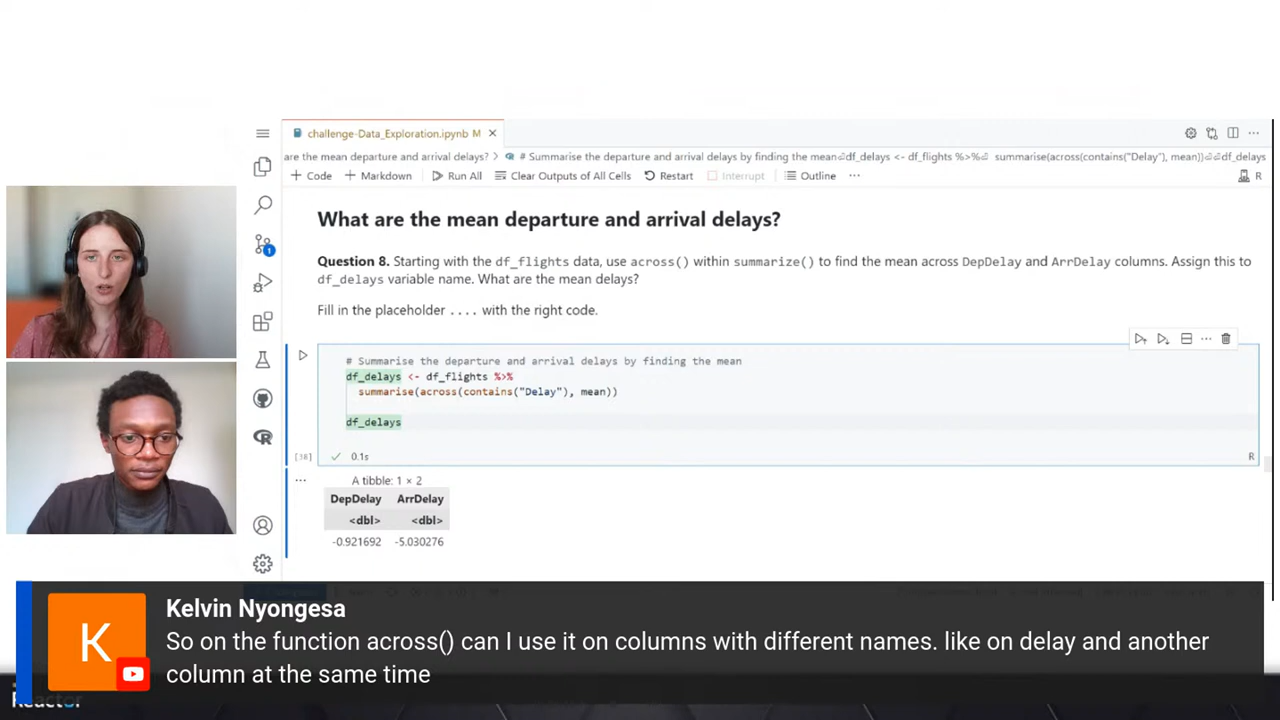 challenge-Data_Exploration.ipynb M
are the mean departure and arrival delays? > # Summarise the departure and arrival delays by finding the mean⏎df_delays <- df_flights %>%⏎ summarise(across(contains("Delay"), mean))⏎⏎df_delays
+ Code + Markdown Run All Clear Outputs of All Cells Restart Interrupt Outline ... R
What are the mean departure and arrival delays?
Question 8. Starting with the df_flights data, use across() within summarize() to find the mean across DepDelay and ArrDelay columns. Assign this to
df_delays variable name. What are the mean delays?
Fill in the placeholder .... with the right code.
# Summarise the departure and arrival delays by finding the mean
df_delays <- df_flights %>%
summarise(across(contains("Delay"), mean))
df_delays
[38] 0.1s R
A tibble: 1 × 2
DepDelay ArrDelay
<dbl> <dbl>
-0.921692 -5.030276
1
K
Kelvin Nyongesa
So on the function across() can I use it on columns with different names. like on delay and another
column at the same time
Reactor